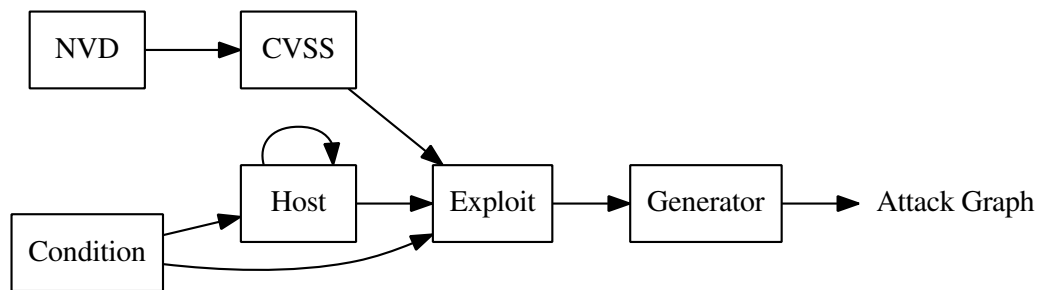 NVD
CVSS
Host
Exploit
Generator
Attack Graph
Condition